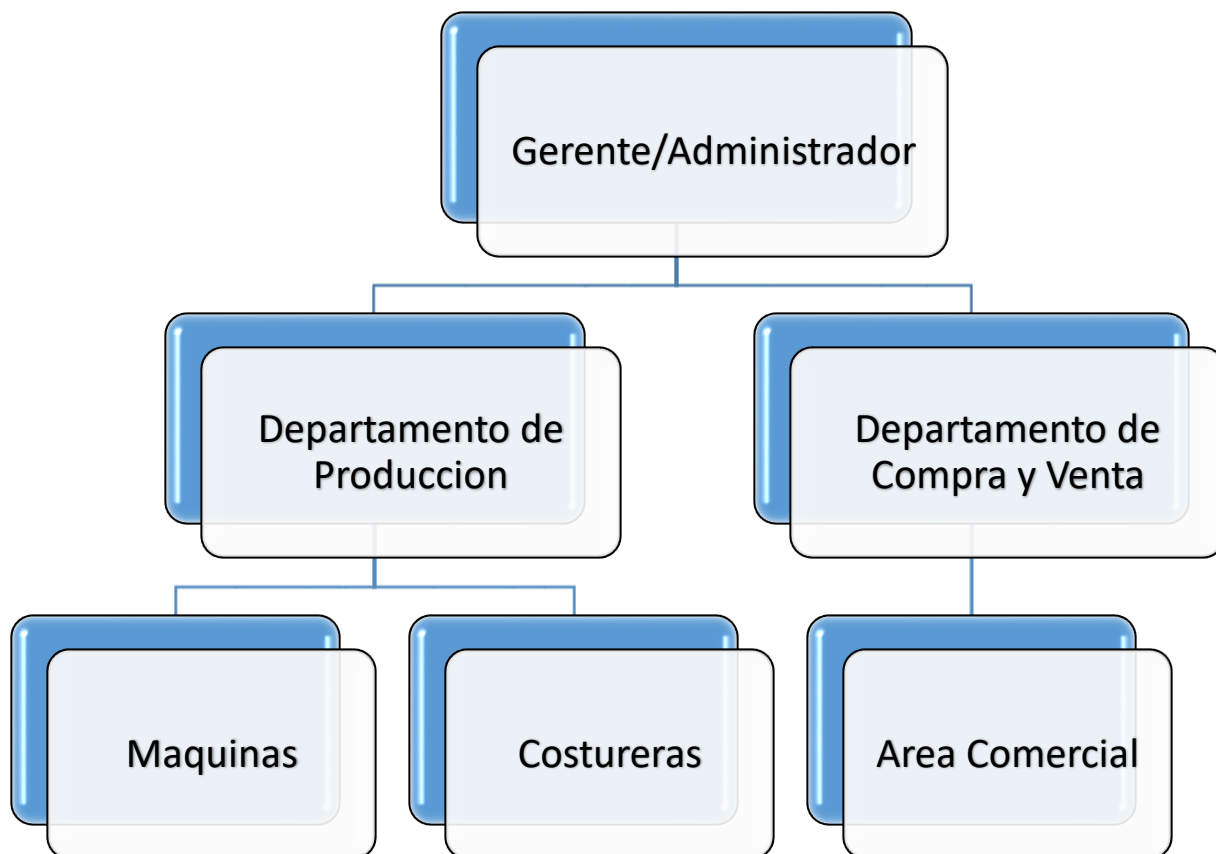 Gerente/Administrador
Departamento de
Produccion
Departamento de
Compra y Venta
Maquinas
Costureras
Area Comercial